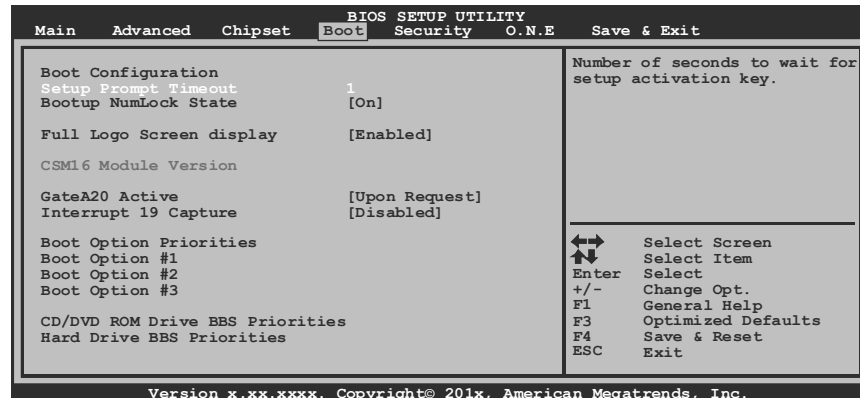 BIOS SETUP UTILITY
Main Advanced Chipset Boot Security O.N.E Save & Exit
Boot Configuration
Setup Prompt Timeout 1
Bootup NumLock State [On]
Full Logo Screen display [Enabled]
CSM16 Module Version
GateA20 Active [Upon Request]
Interrupt 19 Capture [Disabled]
Boot Option Priorities
Boot Option #1
Boot Option #2
Boot Option #3
CD/DVD ROM Drive BBS Priorities
Hard Drive BBS Priorities
Number of seconds to wait for
setup activation key.
Select Screen
Select Item
Enter Select
+/- Change Opt.
F1 General Help
F3 Optimized Defaults
F4 Save & Reset
ESC Exit
Version x.xx.xxxx. Copyright© 201x, American Megatrends, Inc.